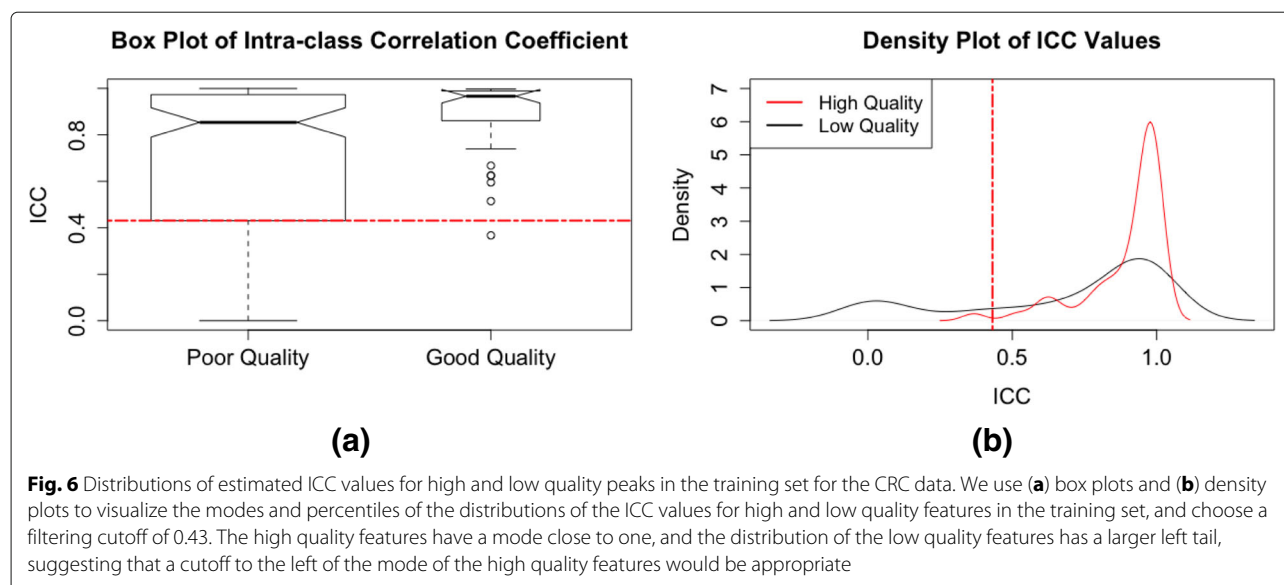 Box Plot of Intra-class Correlation Coefficient
ICC
0.8
0.4
0.0
Poor Quality Good Quality
(a)
Density Plot of ICC Values
High Quality
Low Quality
Density
7
6
5
4
3
2
1
0
0.0 0.5 1.0
ICC
(b)
Fig. 6 Distributions of estimated ICC values for high and low quality peaks in the training set for the CRC data. We use (a) box plots and (b) density
plots to visualize the modes and percentiles of the distributions of the ICC values for high and low quality features in the training set, and choose a
filtering cutoff of 0.43. The high quality features have a mode close to one, and the distribution of the low quality features has a larger left tail,
suggesting that a cutoff to the left of the mode of the high quality features would be appropriate